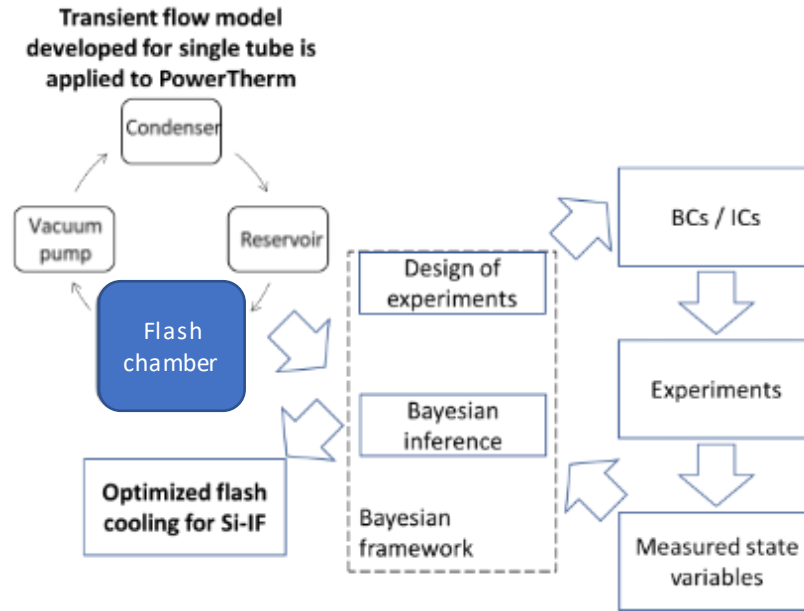 Transient flow model
developed for single tube is
applied to PowerTherm
Condenser
Vacuum
pump
Reservoir
Flash
chamber
Optimized flash
cooling for Si-IF
Design of
experiments
Bayesian
inference
Bayesian
framework
BCs / ICs
Experiments
Measured state
variables